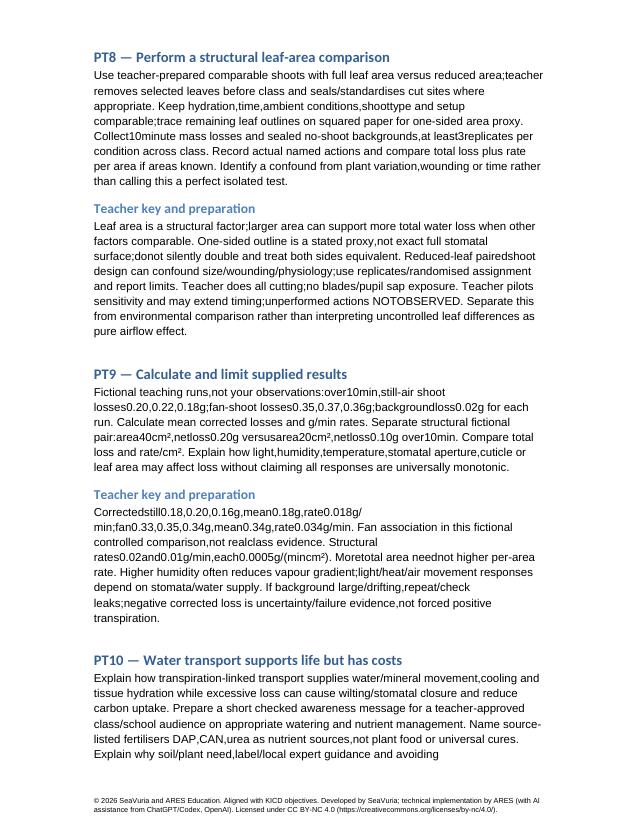 PT8 — Perform a structural leaf-area comparison
Use teacher-prepared comparable shoots with full leaf area versus reduced area;teacher
removes selected leaves before class and seals/standardises cut sites where
appropriate. Keep hydration,time,ambient conditions,shoottype and setup
comparable;trace remaining leaf outlines on squared paper for one-sided area proxy.
Collect10minute mass losses and sealed no-shoot backgrounds,at least3replicates per
condition across class. Record actual named actions and compare total loss plus rate
per area if areas known. Identify a confound from plant variation,wounding or time rather
than calling this a perfect isolated test.
Teacher key and preparation
Leaf area is a structural factor;larger area can support more total water loss when other
factors comparable. One-sided outline is a stated proxy,not exact full stomatal
surface;donot silently double and treat both sides equivalent. Reduced-leaf pairedshoot
design can confound size/wounding/physiology;use replicates/randomised assignment
and report limits. Teacher does all cutting;no blades/pupil sap exposure. Teacher pilots
sensitivity and may extend timing;unperformed actions NOTOBSERVED. Separate this
from environmental comparison rather than interpreting uncontrolled leaf differences as
pure airflow effect.
PT9 — Calculate and limit supplied results
Fictional teaching runs,not your observations:over10min,still-air shoot
losses0.20,0.22,0.18g;fan-shoot losses0.35,0.37,0.36g;backgroundloss0.02g for each
run. Calculate mean corrected losses and g/min rates. Separate structural fictional
pair:area40cm²,netloss0.20g versusarea20cm²,netloss0.10g over10min. Compare total
loss and rate/cm². Explain how light,humidity,temperature,stomatal aperture,cuticle or
leaf area may affect loss without claiming all responses are universally monotonic.
Teacher key and preparation
Correctedstill0.18,0.20,0.16g,mean0.18g,rate0.018g/
min;fan0.33,0.35,0.34g,mean0.34g,rate0.034g/min. Fan association in this fictional
controlled comparison,not realclass evidence. Structural
rates0.02and0.01g/min,each0.0005g/(mincm²). Moretotal area neednot higher per-area
rate. Higher humidity often reduces vapour gradient;light/heat/air movement responses
depend on stomata/water supply. If background large/drifting,repeat/check
leaks;negative corrected loss is uncertainty/failure evidence,not forced positive
transpiration.
PT10 — Water transport supports life but has costs
Explain how transpiration-linked transport supplies water/mineral movement,cooling and
tissue hydration while excessive loss can cause wilting/stomatal closure and reduce
carbon uptake. Prepare a short checked awareness message for a teacher-approved
class/school audience on appropriate watering and nutrient management. Name source-
listed fertilisers DAP,CAN,urea as nutrient sources,not plant food or universal cures.
Explain why soil/plant need,label/local expert guidance and avoiding
© 2026 SeaVuria and ARES Education. Aligned with KICD objectives. Developed by SeaVuria; technical implementation by ARES (with AI
assistance from ChatGPT/Codex, OpenAI). Licensed under CC BY-NC 4.0 (https://creativecommons.org/licenses/by-nc/4.0/).